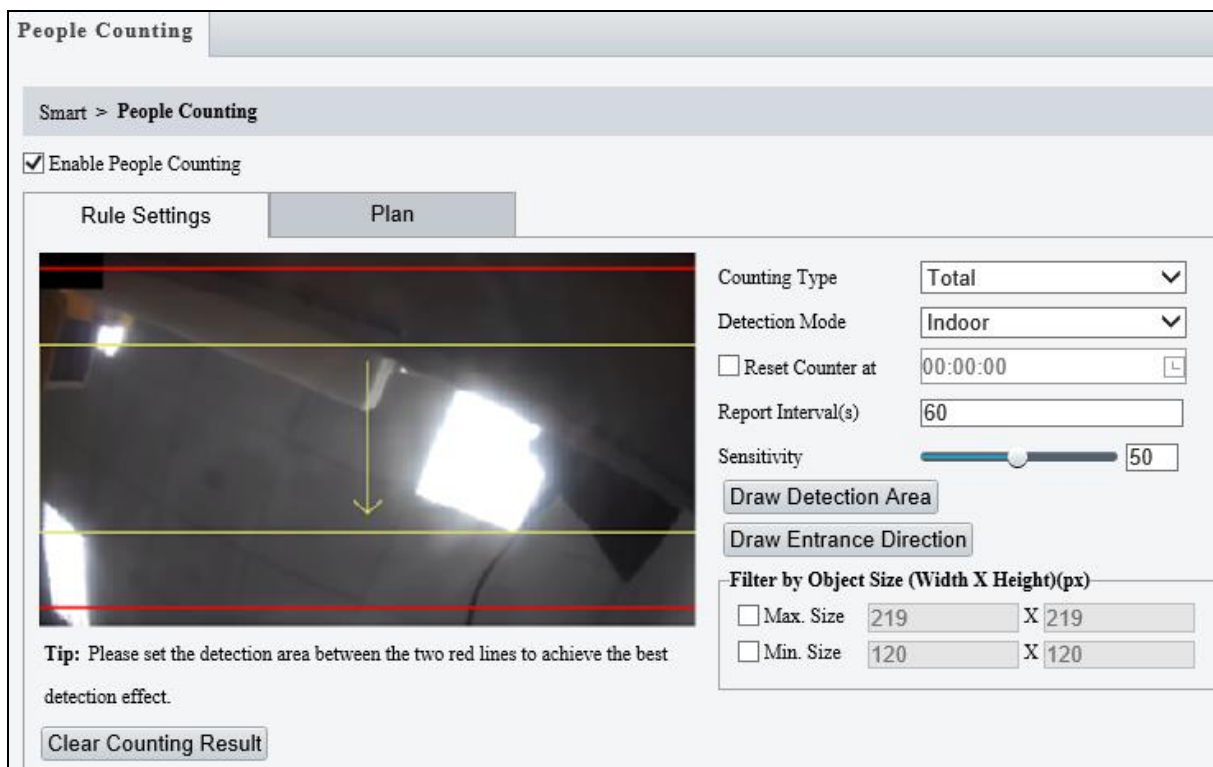 People Counting
Smart > People Counting
Enable People Counting
Rule Settings
Plan
Counting Type
Total
Detection Mode
Indoor
Reset Counter at
00:00:00
Report Interval(s)
60
Sensitivity
50
Draw Detection Area
Draw Entrance Direction
Filter by Object Size (Width X Height)(px)
Max. Size 219 X 219
Min. Size 120 X 120
Tip: Please set the detection area between the two red lines to achieve the best
detection effect.
Clear Counting Result